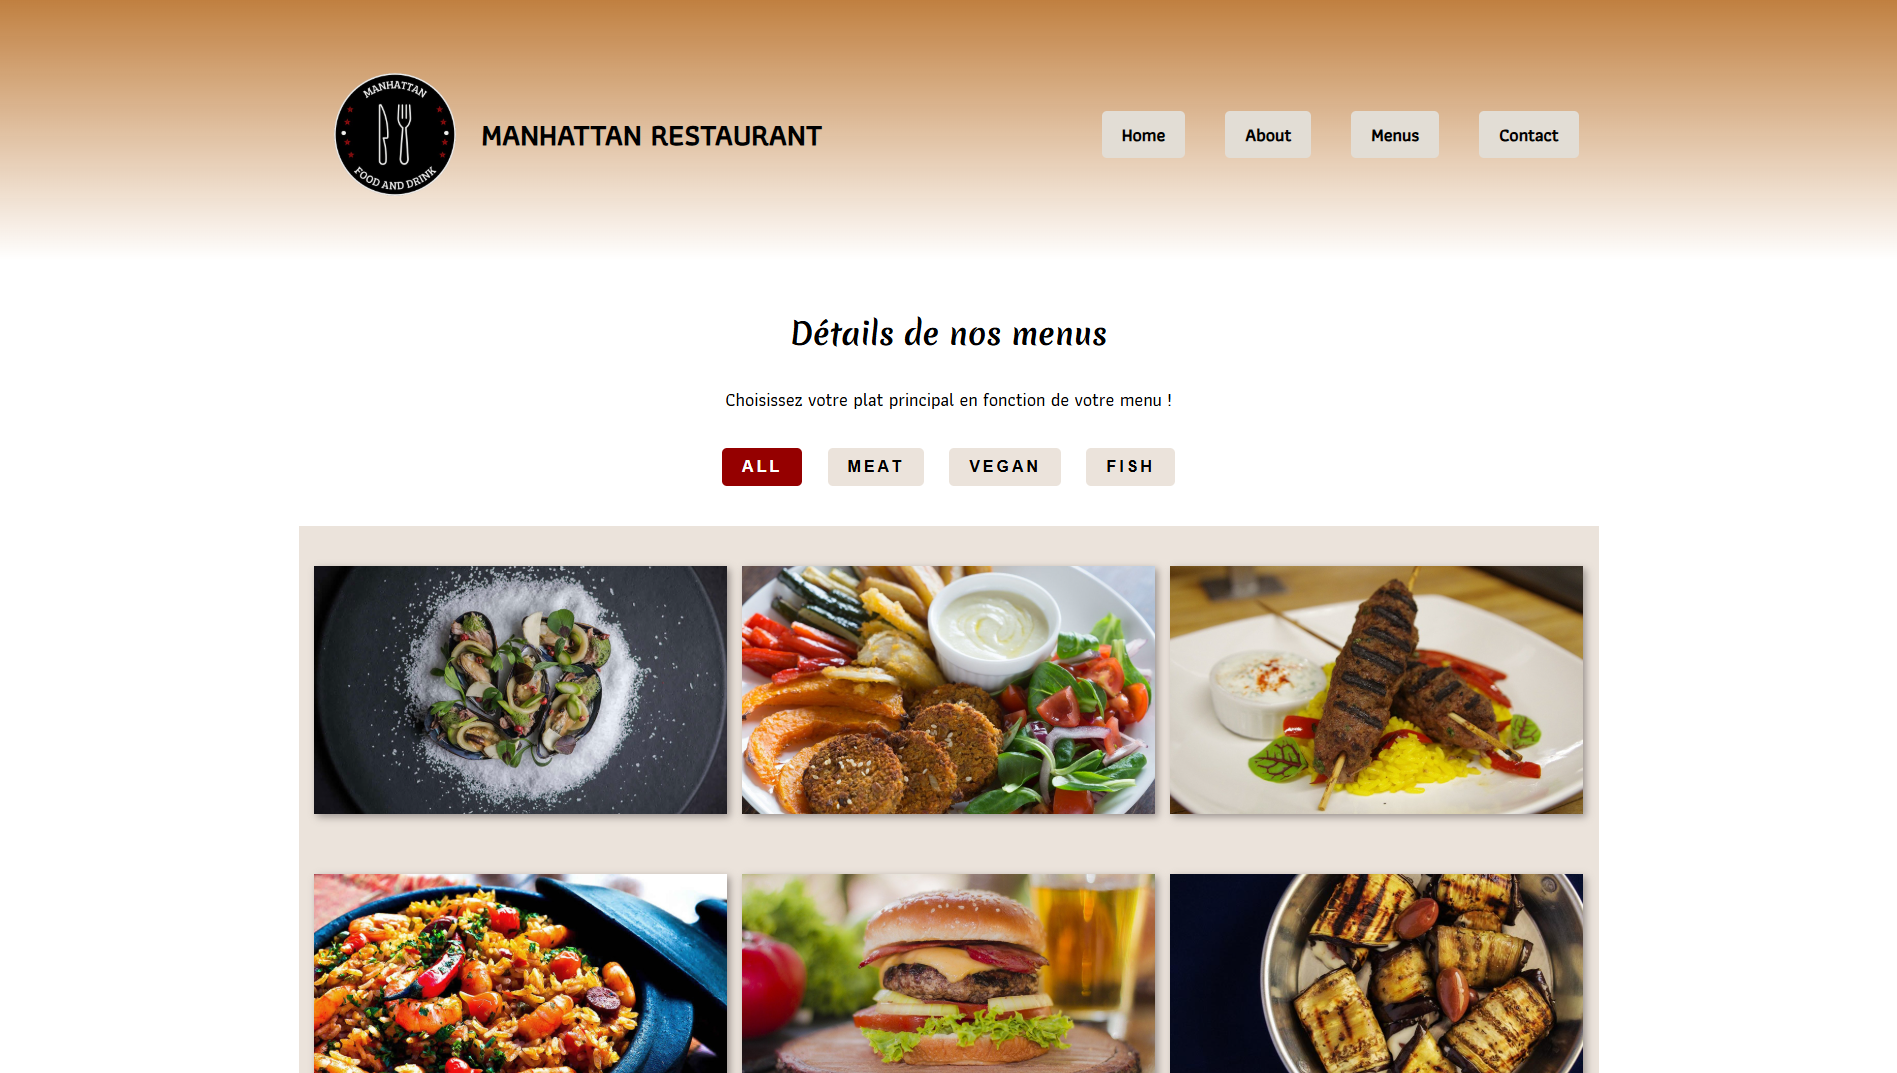 MANHATTAN
FOOD AND DRINK
MANHATTAN RESTAURANT
Home
About
Menus
Contact
Détails de nos menus
Choisissez votre plat principal en fonction de votre menu !
ALL
MEAT
VEGAN
FISH